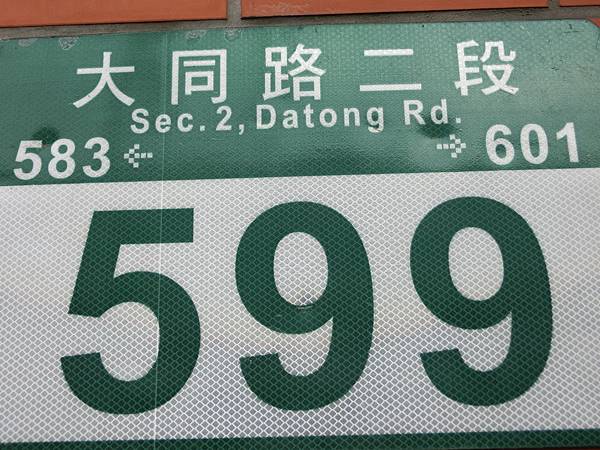 大同路二段
Sec. 2, Datong Rd.
583 ← → 601
599